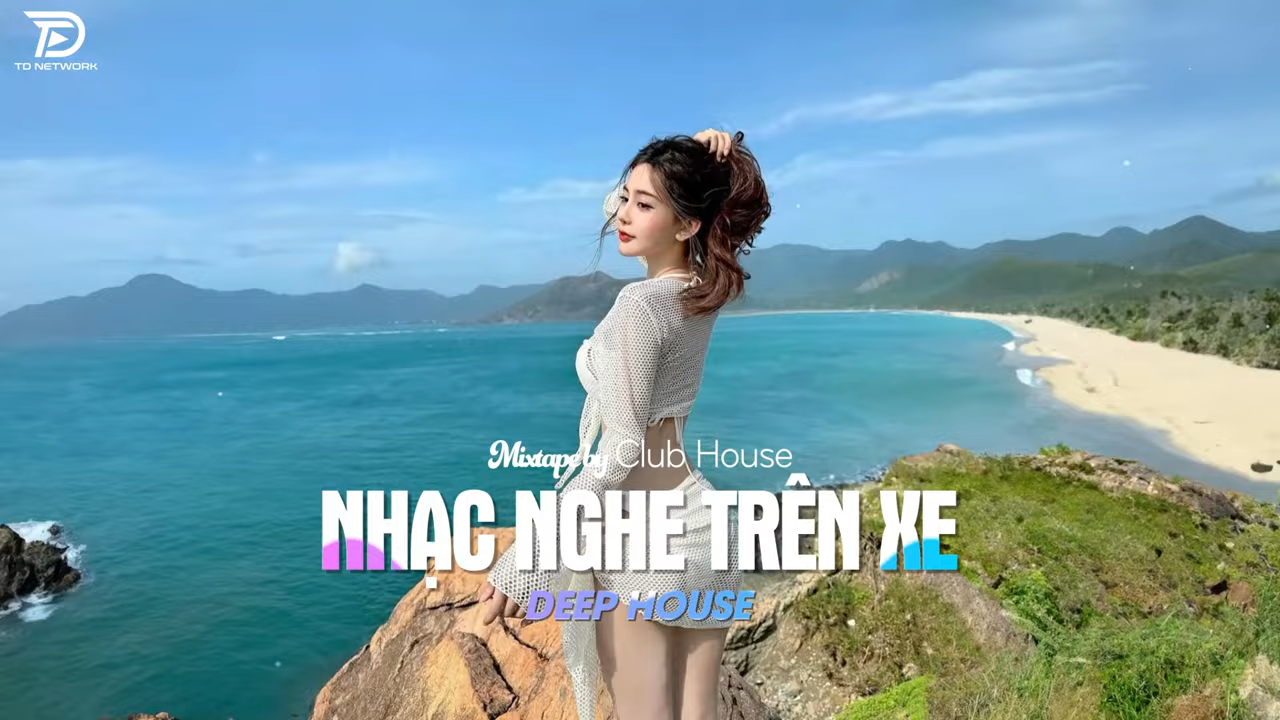 TD NETWORK
Mixtape by Club House
NHẠC NGHE TRÊN XE
DEEP HOUSE